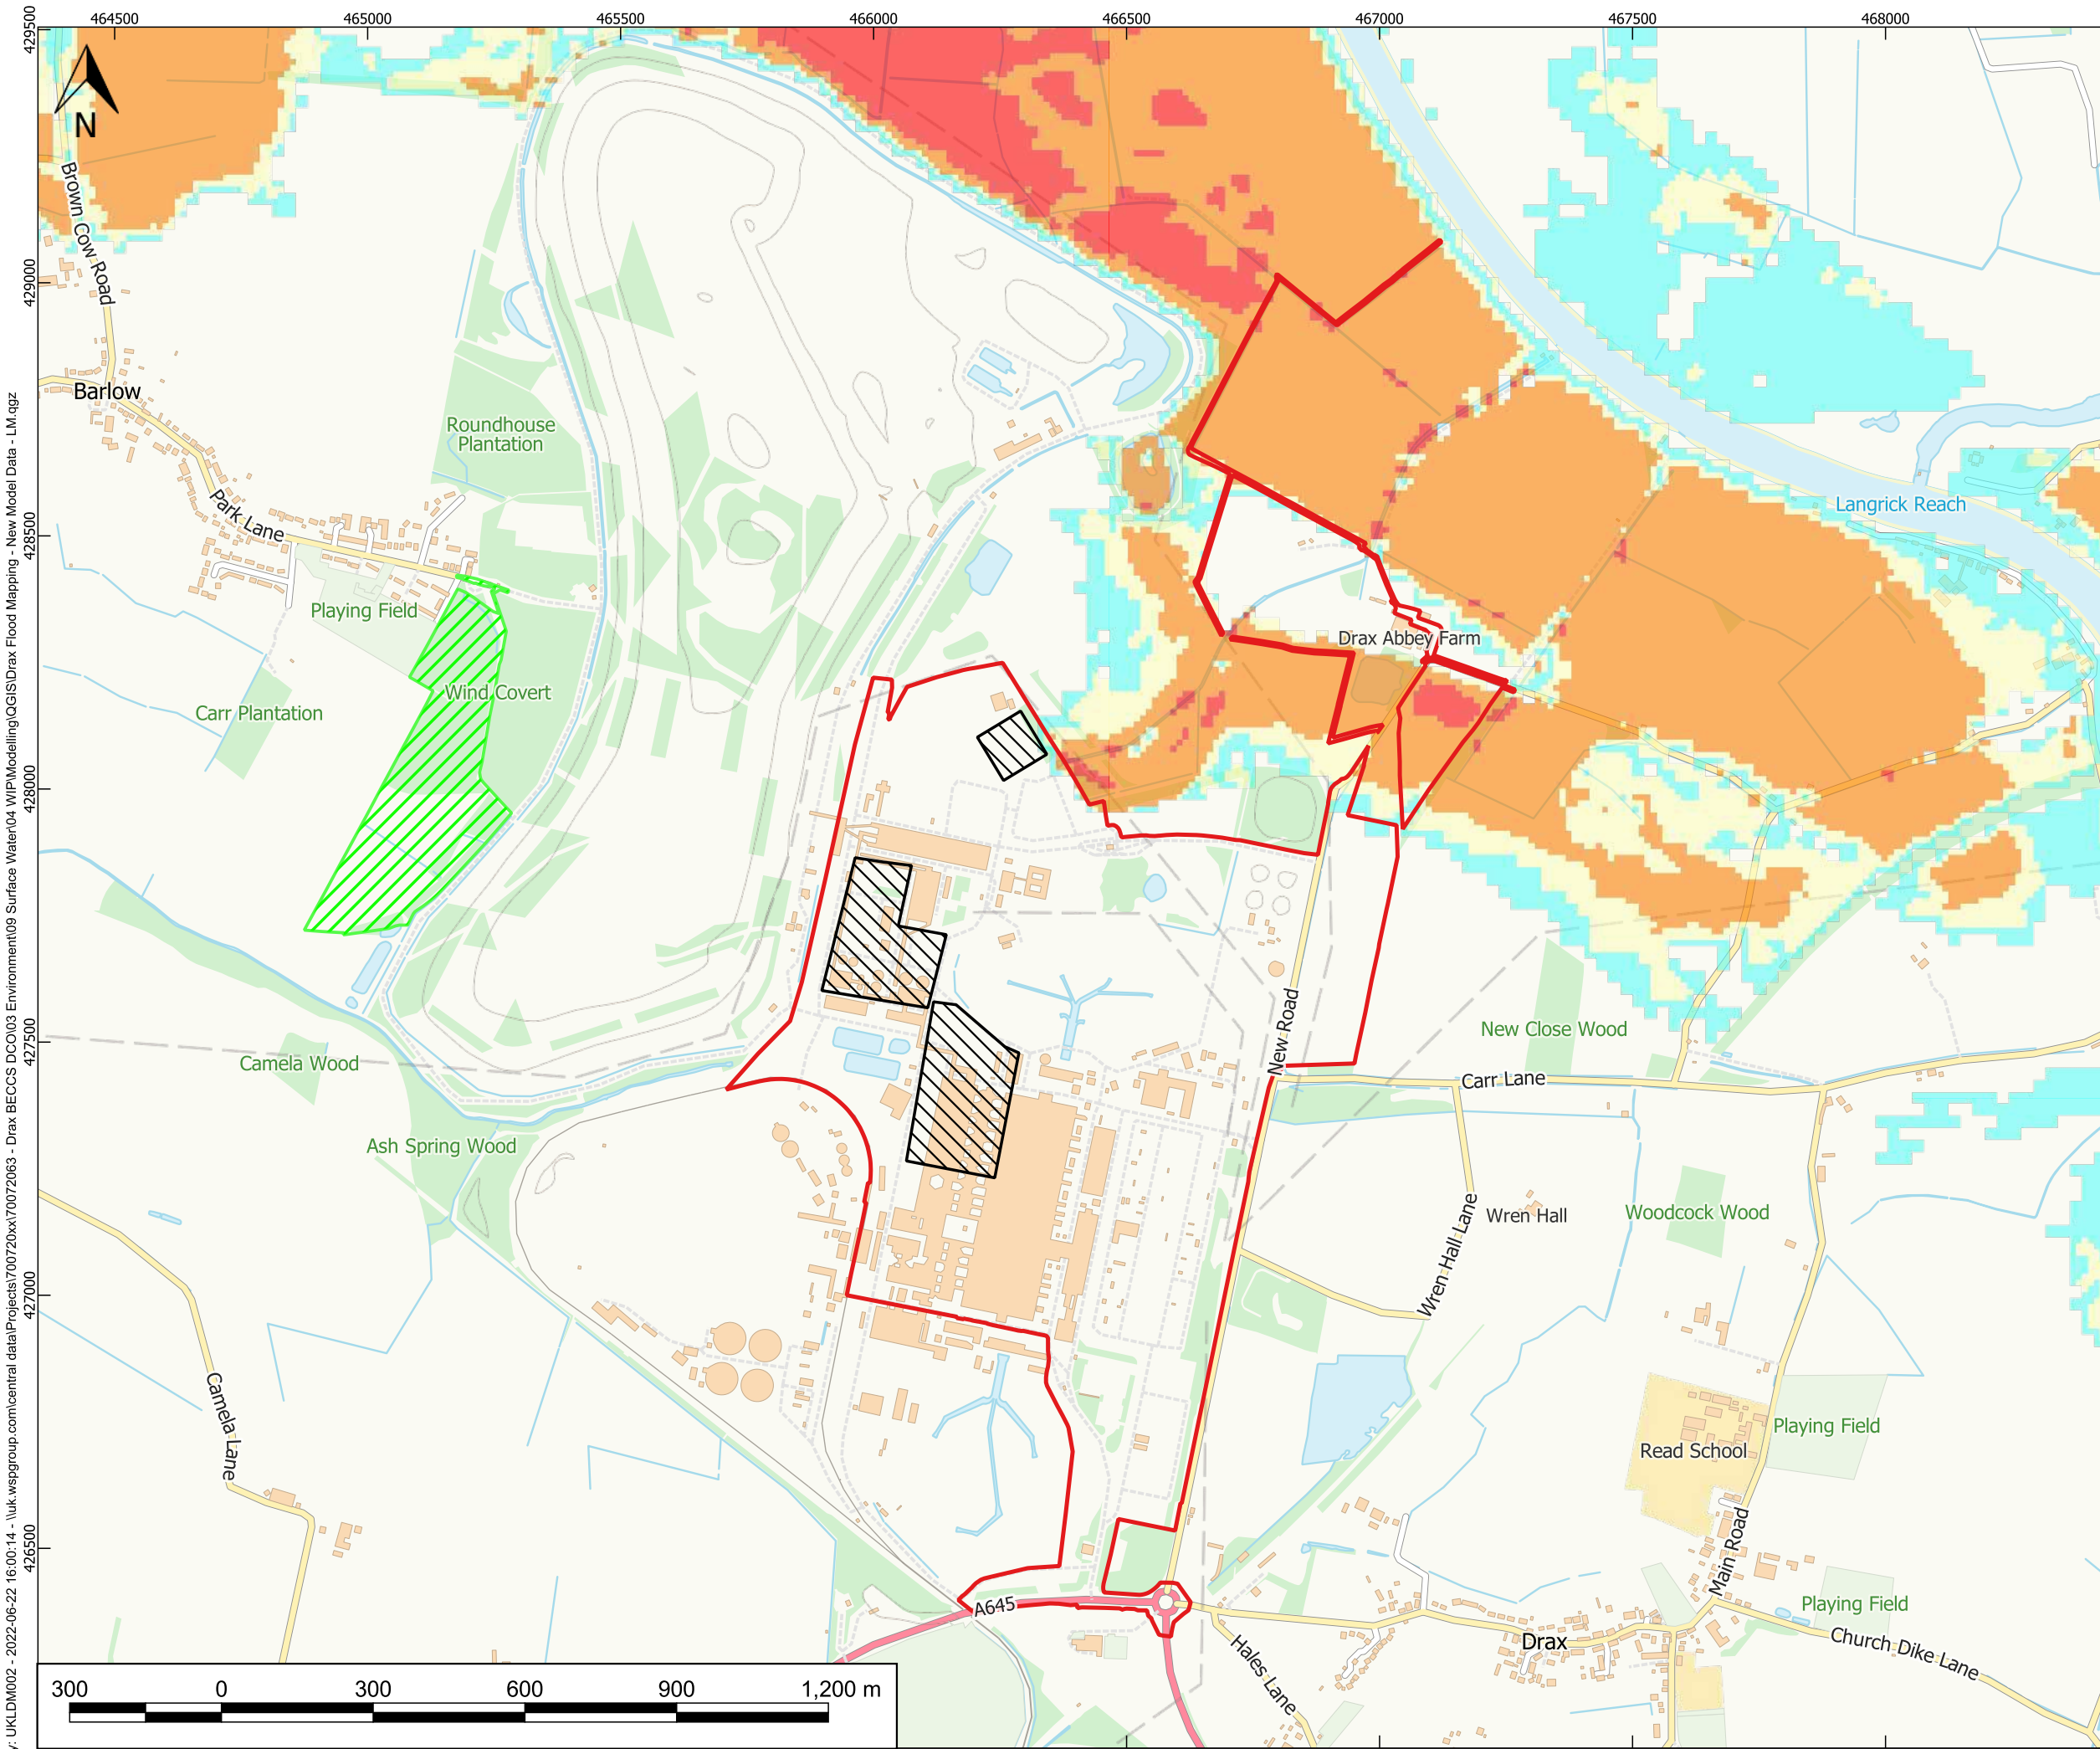 464500 465000 465500 466000 466500 467000 467500 468000
429500
N
Brown Cow Road
429000
Barlow
Roundhouse
Plantation
Park Lane
428500
Langrick Reach
Playing Field
Drax Abbey Farm
Wind Covert
Carr Plantation
428000
New Road
New Close Wood
427500
Camela Wood
Carr Lane
Ash Spring Wood
Wren Hall Lane
Wren Hall
Woodcock Wood
427000
Camela Lane
Playing Field
Read School
426500
Main Road
A645
Playing Field
Drax
Church Dike Lane
Hales Lane
300 0 300 600 900 1,200 m
y: UKLDM002 - 2022-06-22 16:00:14 - \\uk.wspgroup.com\central data\Projects\700720xx\70072063 - Drax BECCS DCO\03 Environment\09 Surface Water\04 WIP\Modelling\QGIS\Drax Flood Mapping - New Model Data - LM.qgz